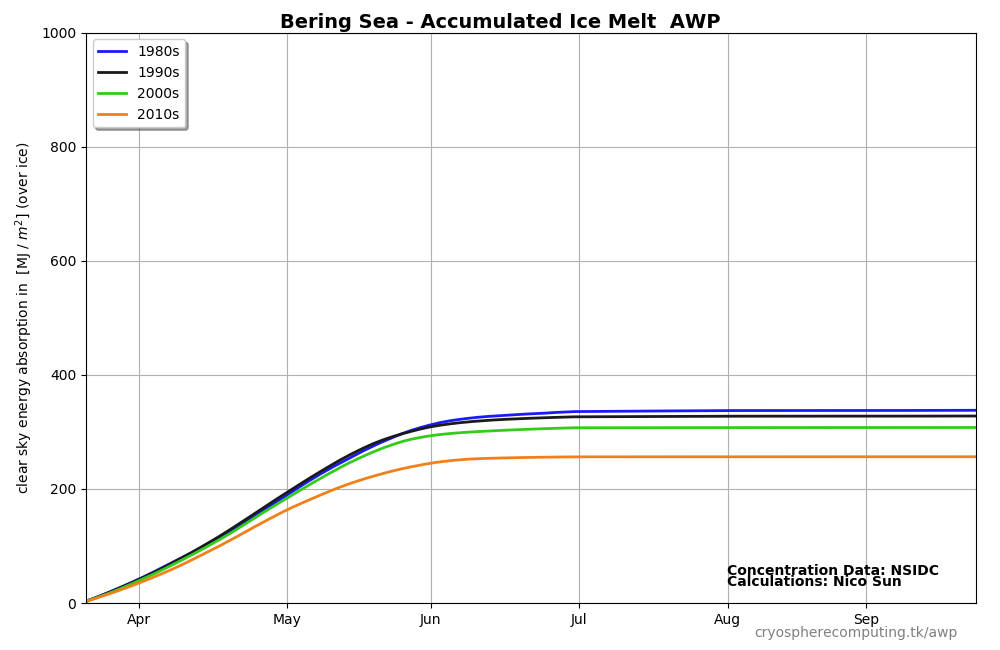 Bering Sea - Accumulated Ice Melt  AWP
1000
800
600
400
200
0
clear sky energy absorption in  [MJ / m²] (over ice)
1980s
1990s
2000s
2010s
Concentration Data: NSIDC
Calculations: Nico Sun
Apr May Jun Jul Aug Sep
cryospherecomputing.tk/awp